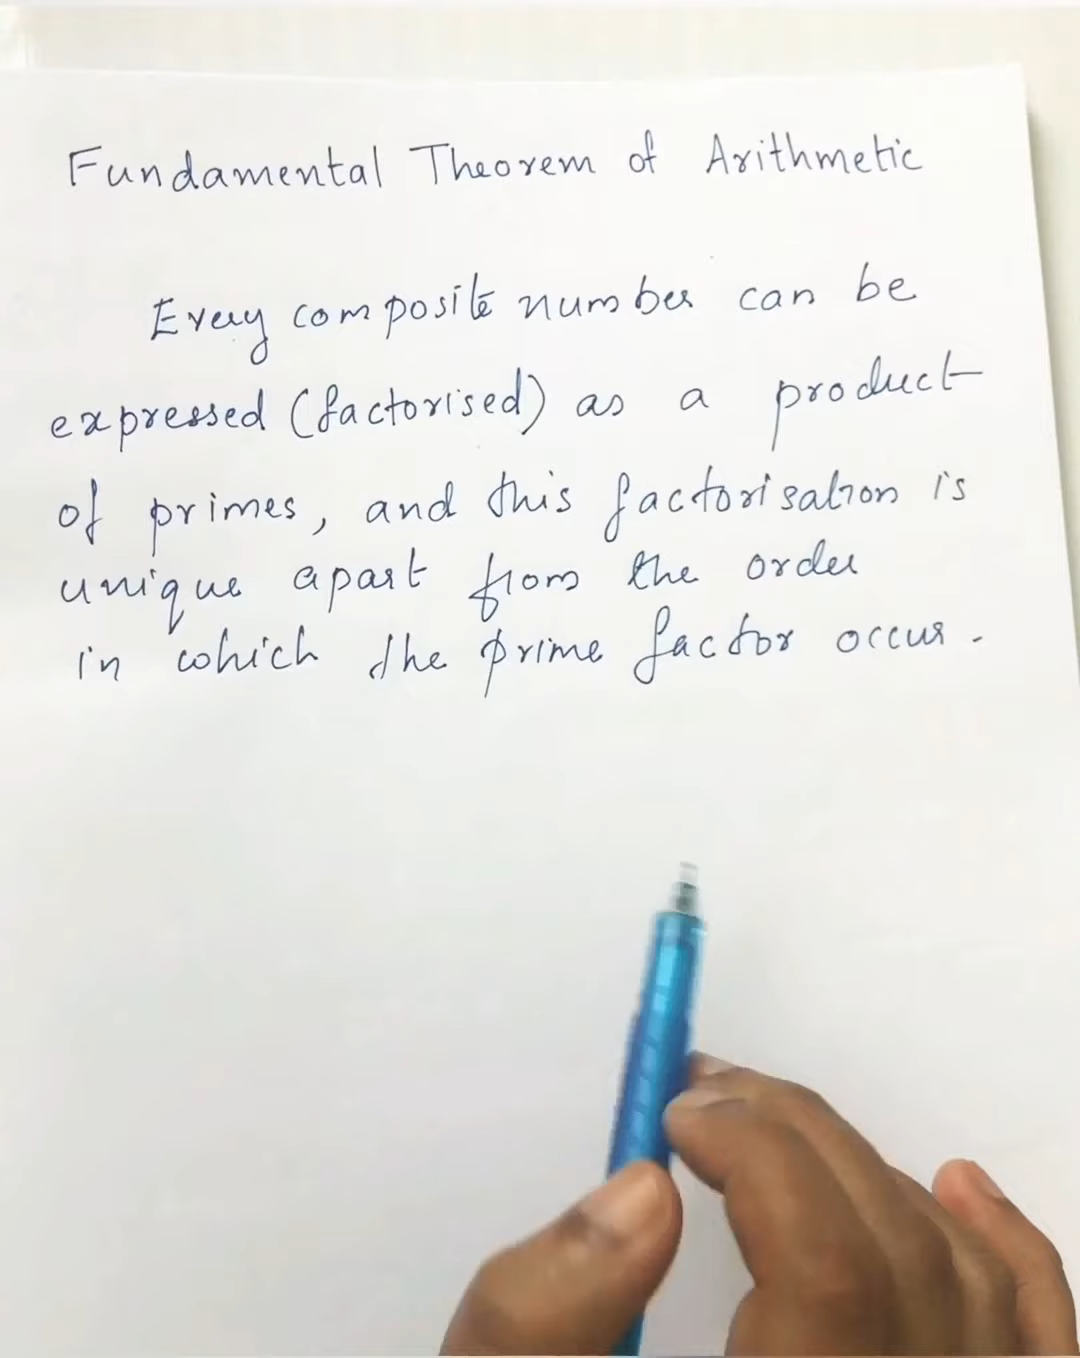 Fundamental Theorem of Arithmetic
Every composite number can be
expressed (factorised) as a product
of primes, and this factorisation is
unique apart from the order
in which the prime factor occur.